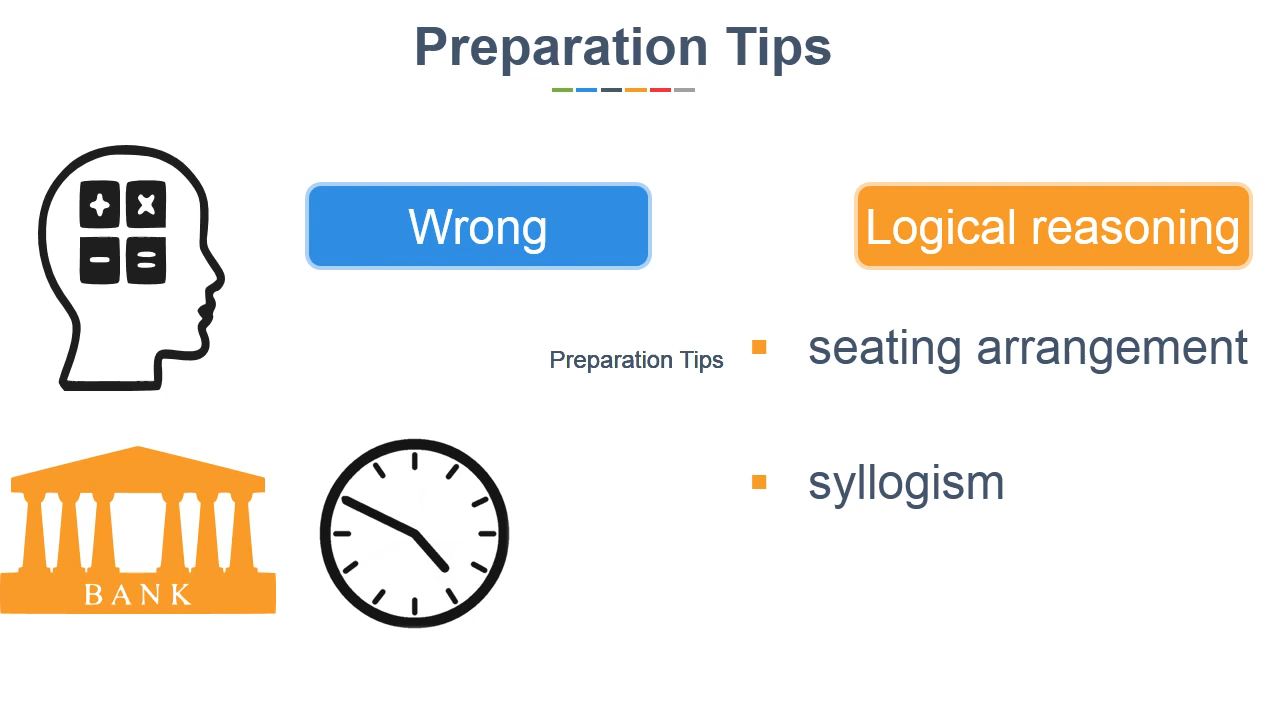 Preparation Tips
Wrong
Logical reasoning
Preparation Tips
seating arrangement
syllogism
BANK